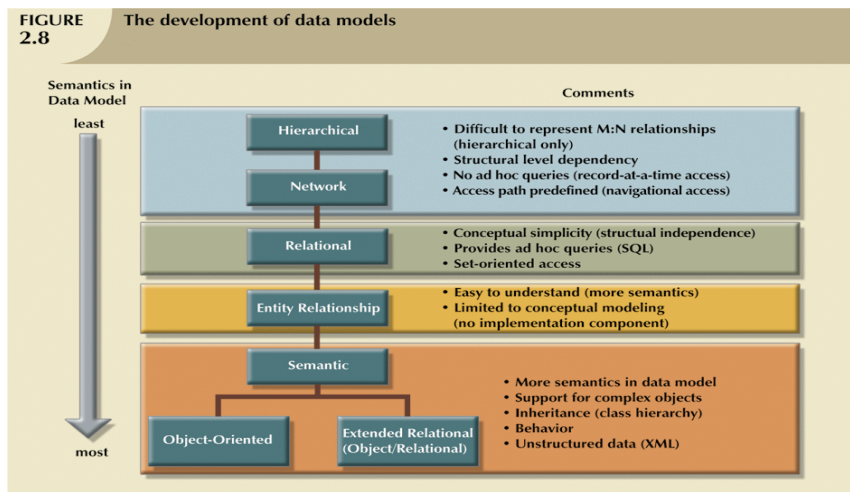 FIGURE
2.8
The development of data models
Semantics in
Data Model
least
most
Comments
Hierarchical
Network
• Difficult to represent M:N relationships
(hierarchical only)
• Structural level dependency
• No ad hoc queries (record-at-a-time access)
• Access path predefined (navigational access)
Relational
• Conceptual simplicity (structual independence)
• Provides ad hoc queries (SQL)
• Set-oriented access
Entity Relationship
• Easy to understand (more semantics)
• Limited to conceptual modeling
(no implementation component)
Semantic
Object-Oriented
Extended Relational
(Object/Relational)
• More semantics in data model
• Support for complex objects
• Inheritance (class hierarchy)
• Behavior
• Unstructured data (XML)